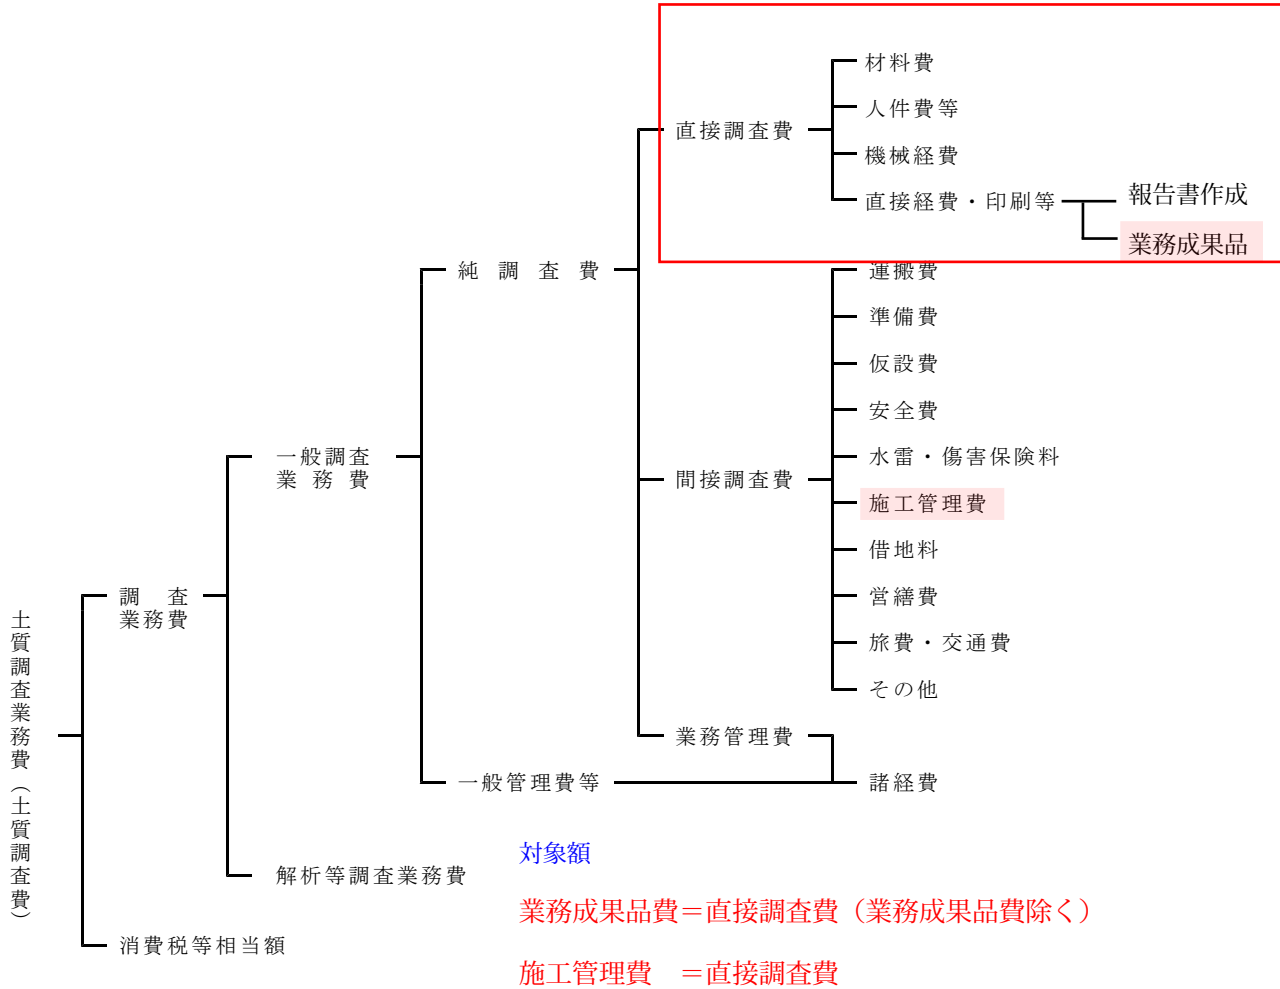 材料費
人件費等
直接調査費
機械経費
直接経費・印刷等
報告書作成
業務成果品
純調査費
運搬費
準備費
仮設費
安全費
一般調査
業務費
水雷・傷害保険料
間接調査費
施工管理費
借地料
調査
業務費
営繕費
旅費・交通費
その他
土質調査業務費（土質調査費）
業務管理費
一般管理費等
諸経費
対象額
解析等調査業務費
業務成果品費＝直接調査費（業務成果品費除く）
消費税等相当額
施工管理費　＝直接調査費